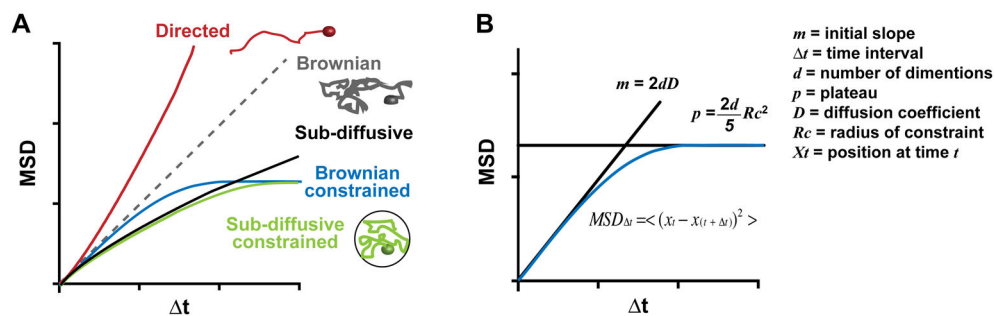 A
Directed
Brownian
Sub-diffusive
Brownian
constrained
Sub-diffusive
constrained
MSD
Δt
B
m = 2dD
p = 2d/5 Rc²
MSDΔt =< (xt − x(t + Δt))² >
MSD
Δt
m = initial slope
Δt = time interval
d = number of dimentions
p = plateau
D = diffusion coefficient
Rc = radius of constraint
Xt = position at time t